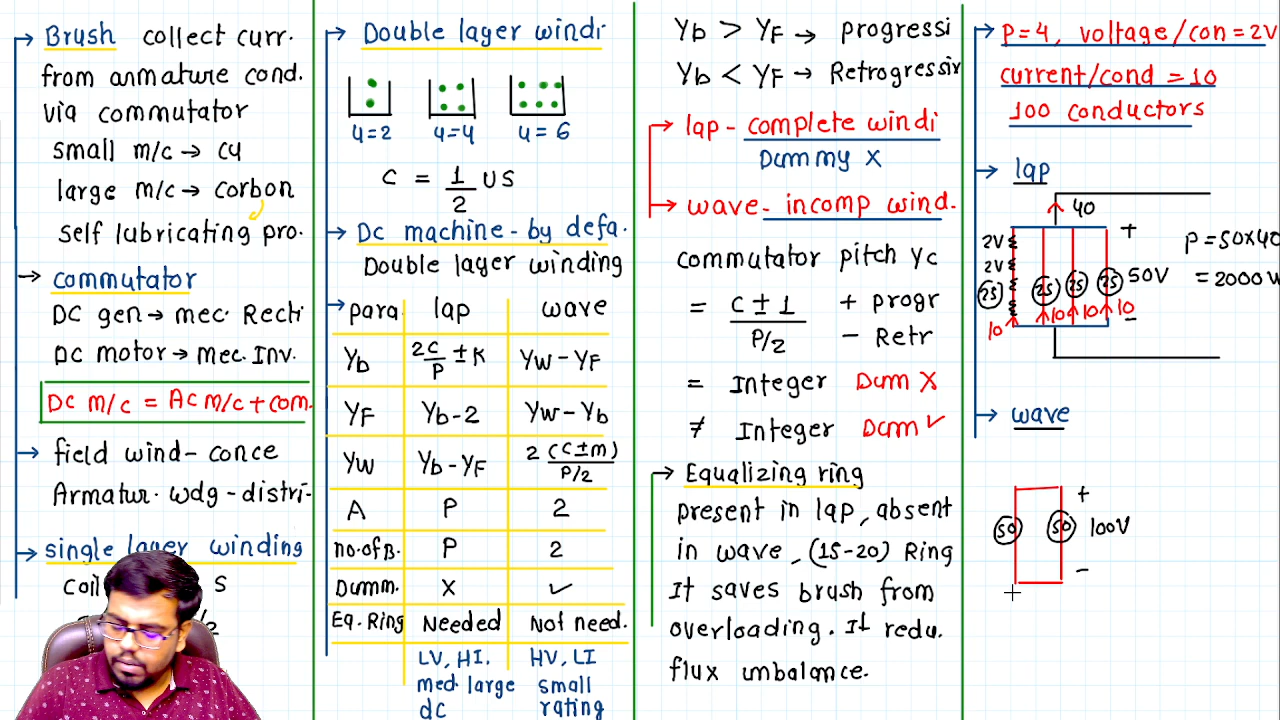 Brush collect curr.
from armature cond.
via commutator
small m/c → cu
large m/c → corbon
self lubricating pro.
commutator
DC gen → mec. Recti
DC motor → mec. Inv.
DC m/c = AC m/c + com.
field wind - conce
Armatur. wdg - distri-
single layer winding
coil S
/2
Double layer windi
u=2 u=4 u=6
C = 1/2 US
DC machine - by defa.
Double layer winding
para. lap wave
Yb 2C/P ± K Yw - YF
YF Yb - 2 Yw - Yb
Yw Yb - YF 2 (C±m)/(P/2)
A P 2
no. of B. P 2
Dumm. X ✓
Eq. Ring Needed Not need.
LV, HI. HV, LI
med. large small
dc rating
Yb > YF → progressi
Yb < YF → Retrogressiv
lap - complete windi
Dummy X
wave - incomp wind.
commutator pitch Yc
= (C ± 1)/(P/2) + progr
- Retr
= Integer Dum X
≠ Integer Dum ✓
Equalizing ring
present in lap, absent
in wave, (15-20) Ring
It saves brush from
overloading. It redu.
flux imbalance.
P=4, voltage/con = 2V
current/cond = 10
100 conductors
lap
40
2V +
2V P = 50x40
25 25 25 25 50V = 2000W
10 10 10 10 -
wave
+
50 50 100V
-